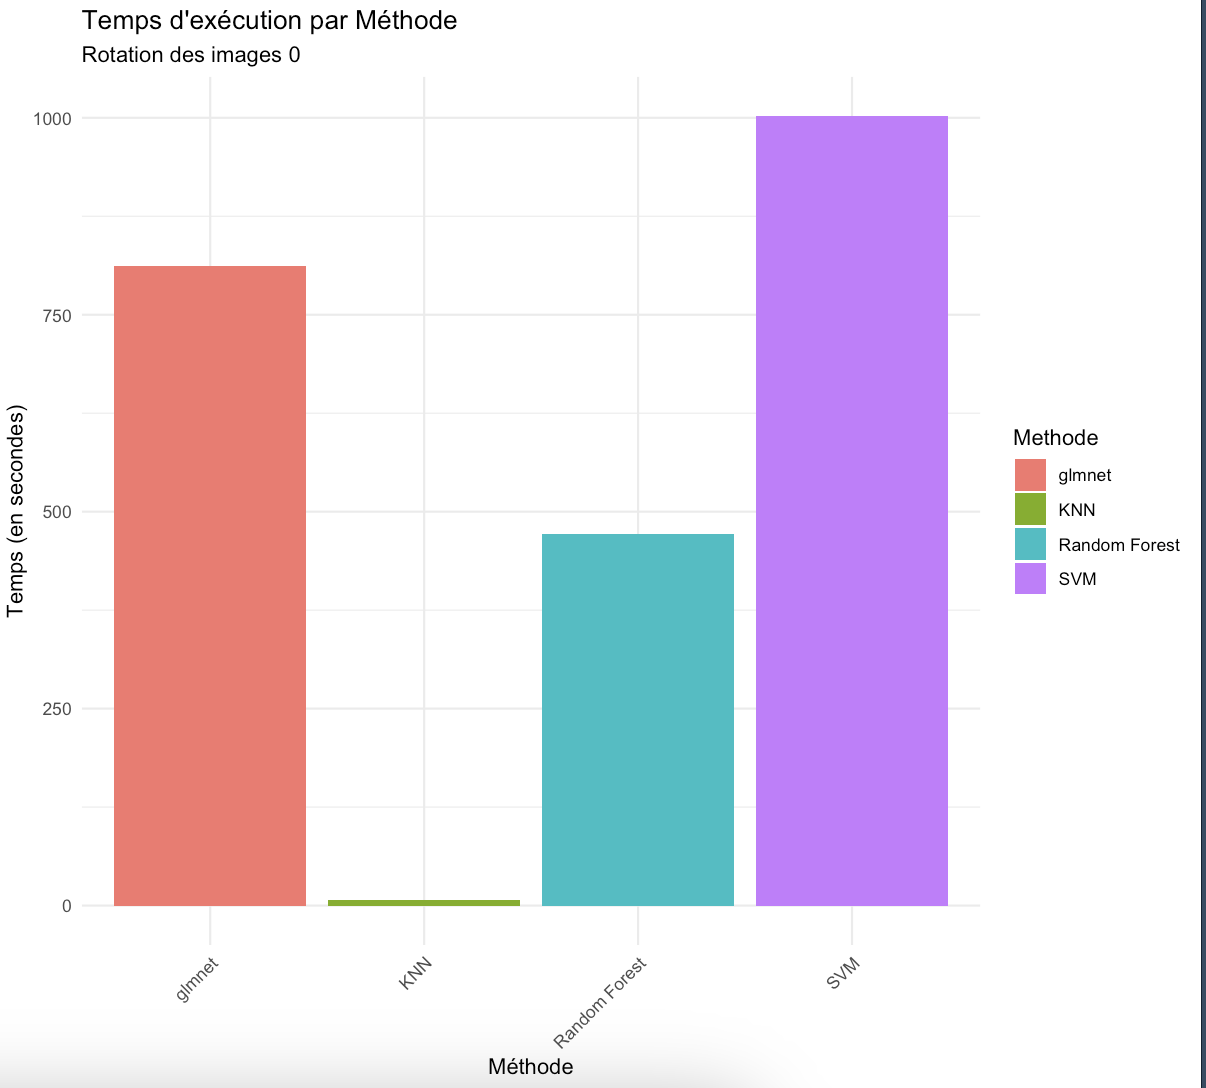 Temps d'exécution par Méthode
Rotation des images 0
1000
750
500
250
0
Temps (en secondes)
glmnet
KNN
Random Forest
SVM
Méthode
Methode
glmnet
KNN
Random Forest
SVM